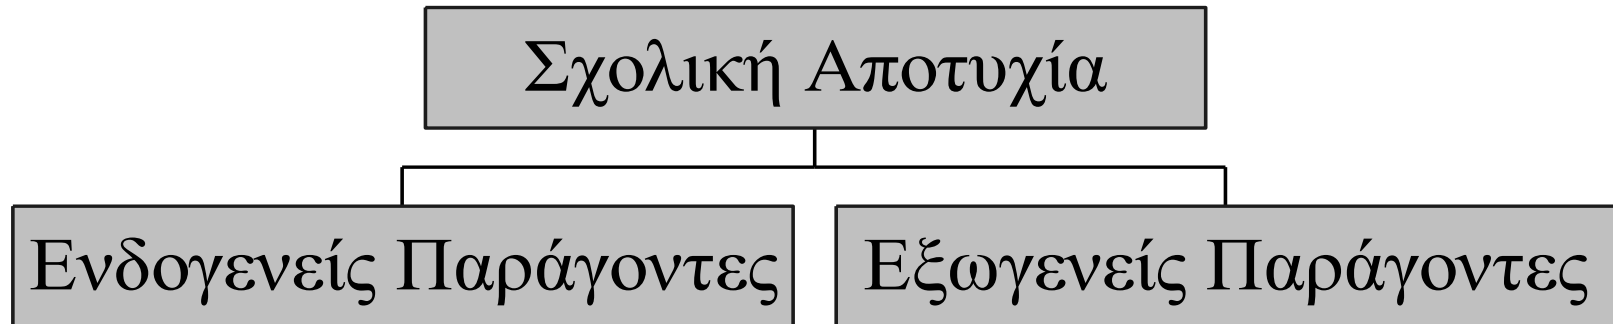 Σχολική Αποτυχία
Ενδογενείς Παράγοντες
Εξωγενείς Παράγοντες